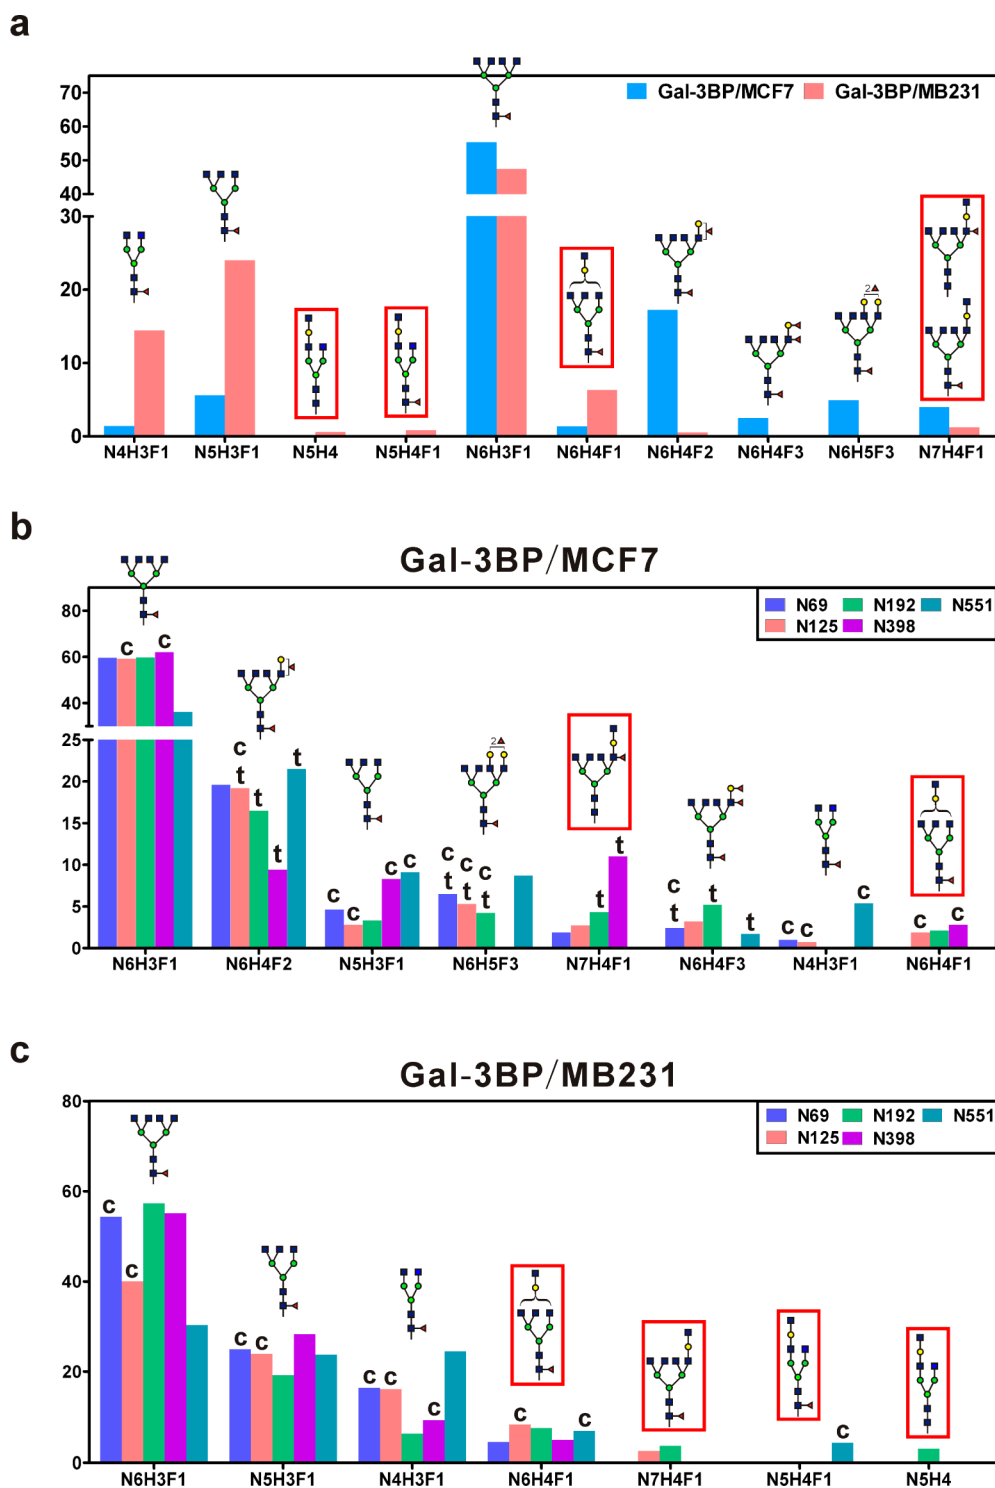 a
Gal-3BP/MCF7 Gal-3BP/MB231
70
60
50
40
30
20
10
0
2
N4H3F1 N5H3F1 N5H4 N5H4F1 N6H3F1 N6H4F1 N6H4F2 N6H4F3 N6H5F3 N7H4F1
b
Gal-3BP/MCF7
N69 N192 N551
N125 N398
80
60
40
25
20
15
10
5
0
c c
c
t t t t
2
c c c c
c c c
t t t
t t
c
t t t
c c c
c c
N6H3F1 N6H4F2 N5H3F1 N6H5F3 N7H4F1 N6H4F3 N4H3F1 N6H4F1
c
Gal-3BP/MB231
N69 N192 N551
N125 N398
80
60
40
20
0
c c
c c
c c c
c c
c
N6H3F1 N5H3F1 N4H3F1 N6H4F1 N7H4F1 N5H4F1 N5H4